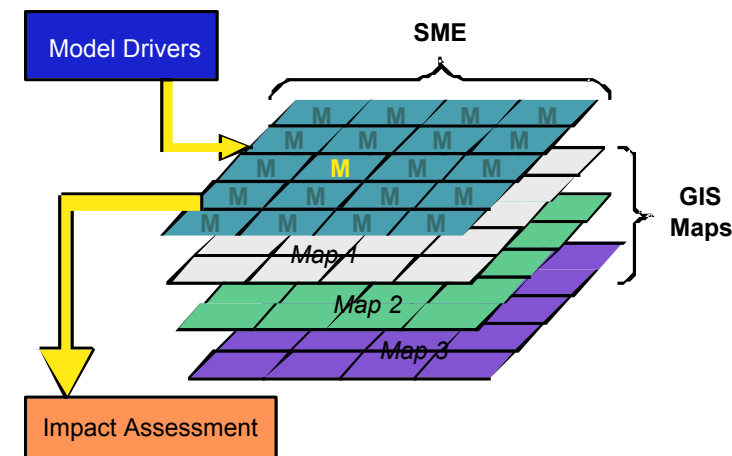 SME
Model Drivers
M M M M
M M M M
M M M M
M M M M
M M M M
GIS
Maps
Map 1
Map 2
Map 3
Impact Assessment